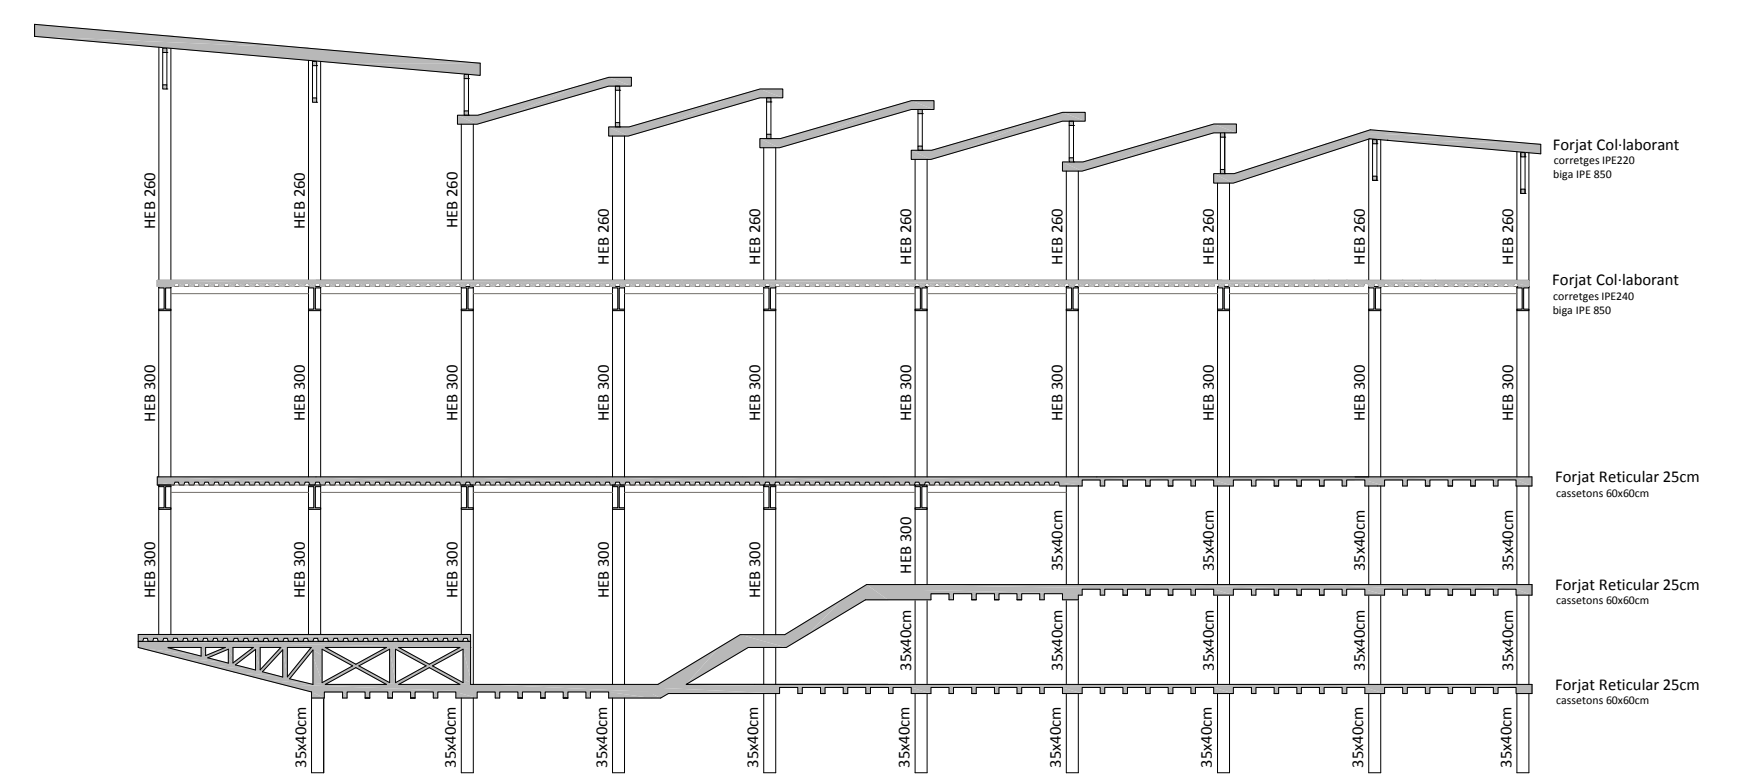 HEB 260
HEB 260
HEB 260
HEB 260
HEB 260
HEB 260
HEB 260
HEB 260
HEB 260
HEB 260
Forjat Col·laborant
corretges IPE220
biga IPE 850
Forjat Col·laborant
corretges IPE240
biga IPE 850
HEB 300
HEB 300
HEB 300
HEB 300
HEB 300
HEB 300
HEB 300
HEB 300
HEB 300
HEB 300
Forjat Reticular 25cm
cassetons 60x60cm
HEB 300
HEB 300
HEB 300
HEB 300
HEB 300
HEB 300
35x40cm
35x40cm
35x40cm
35x40cm
Forjat Reticular 25cm
cassetons 60x60cm
35x40cm
35x40cm
35x40cm
35x40cm
35x40cm
Forjat Reticular 25cm
cassetons 60x60cm
35x40cm
35x40cm
35x40cm
35x40cm
35x40cm
35x40cm
35x40cm
35x40cm
35x40cm